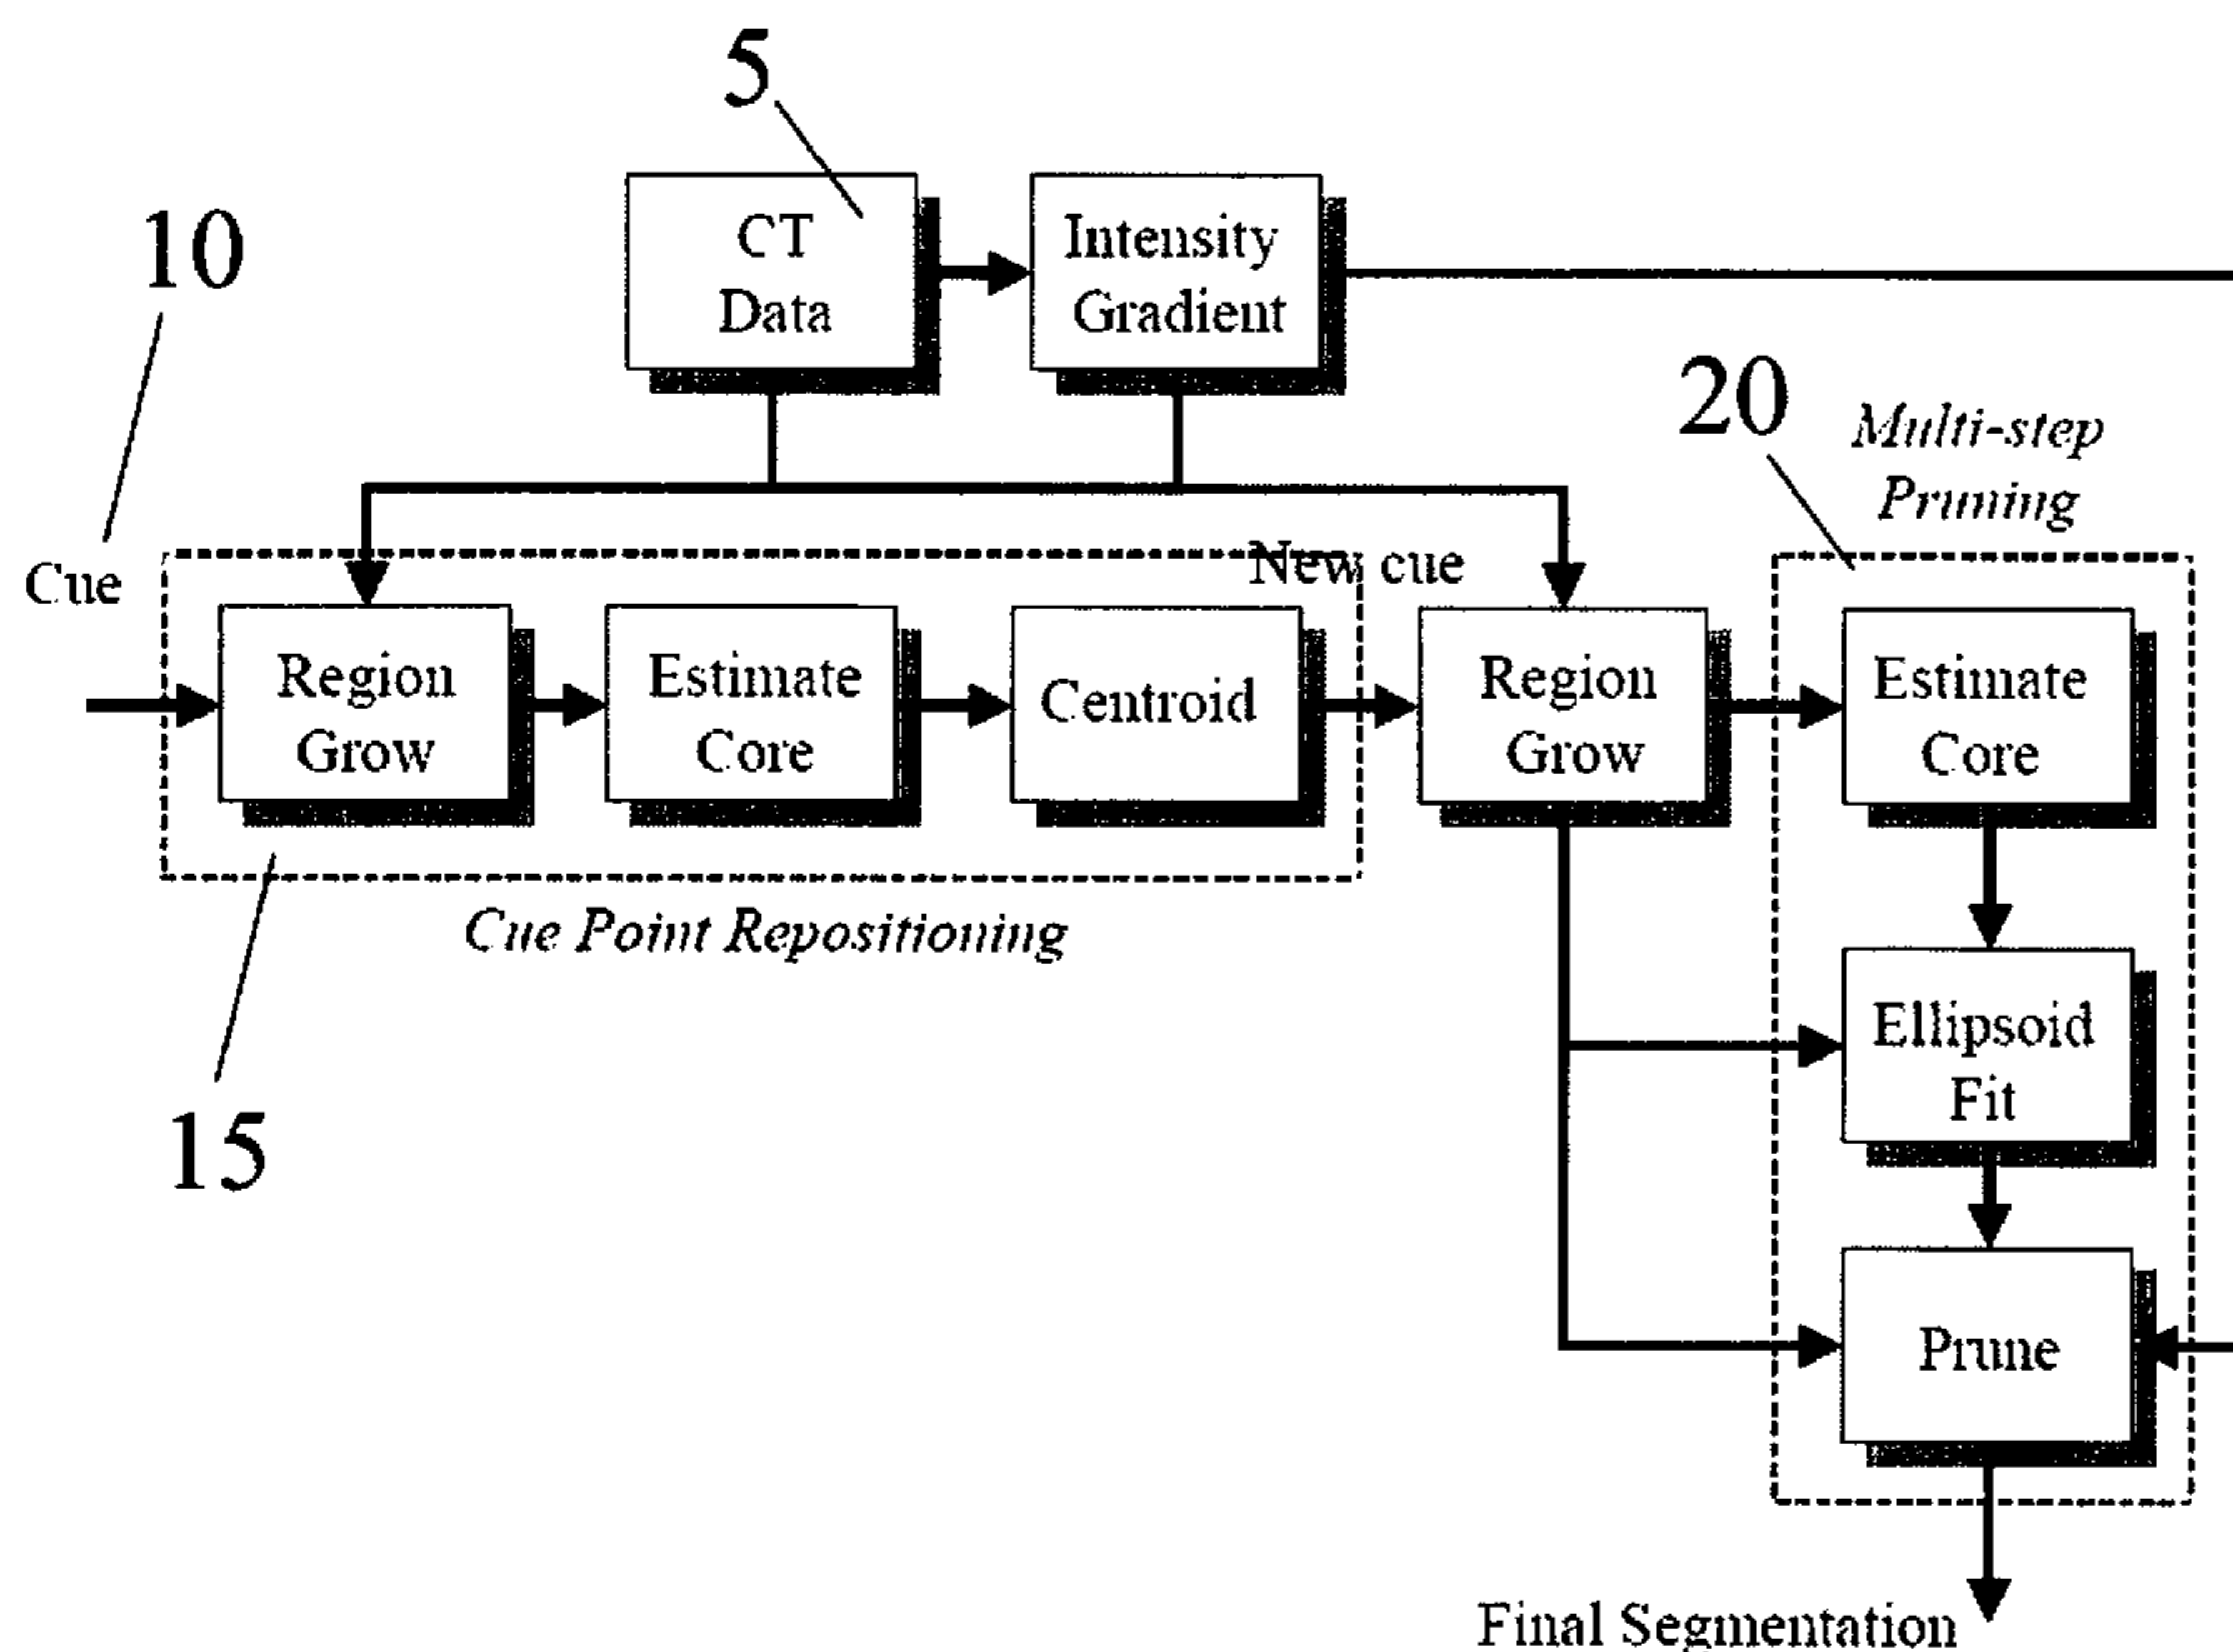 5
CT
Data
Intensity
Gradient
10
20
Multi-step
Pruning
Cue
New cue
Region
Grow
Estimate
Core
Centroid
Region
Grow
Estimate
Core
Cue Point Repositioning
15
Ellipsoid
Fit
Prune
Final Segmentation